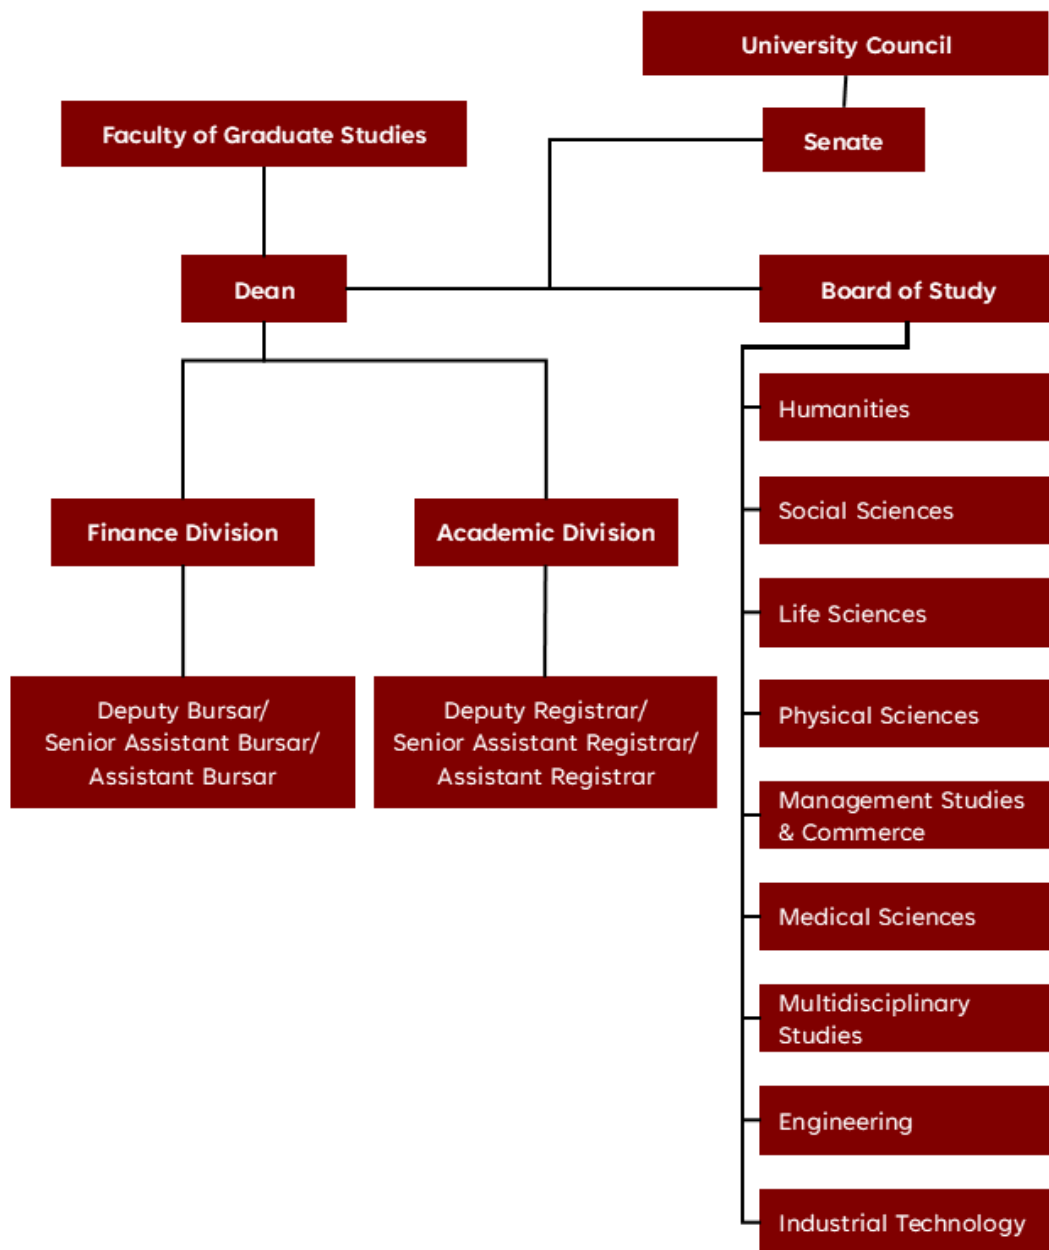 University Council
Faculty of Graduate Studies
Senate
Dean
Board of Study
Humanities
Social Sciences
Life Sciences
Physical Sciences
Management Studies
& Commerce
Medical Sciences
Multidisciplinary
Studies
Engineering
Industrial Technology
Finance Division
Academic Division
Deputy Bursar/
Senior Assistant Bursar/
Assistant Bursar
Deputy Registrar/
Senior Assistant Registrar/
Assistant Registrar